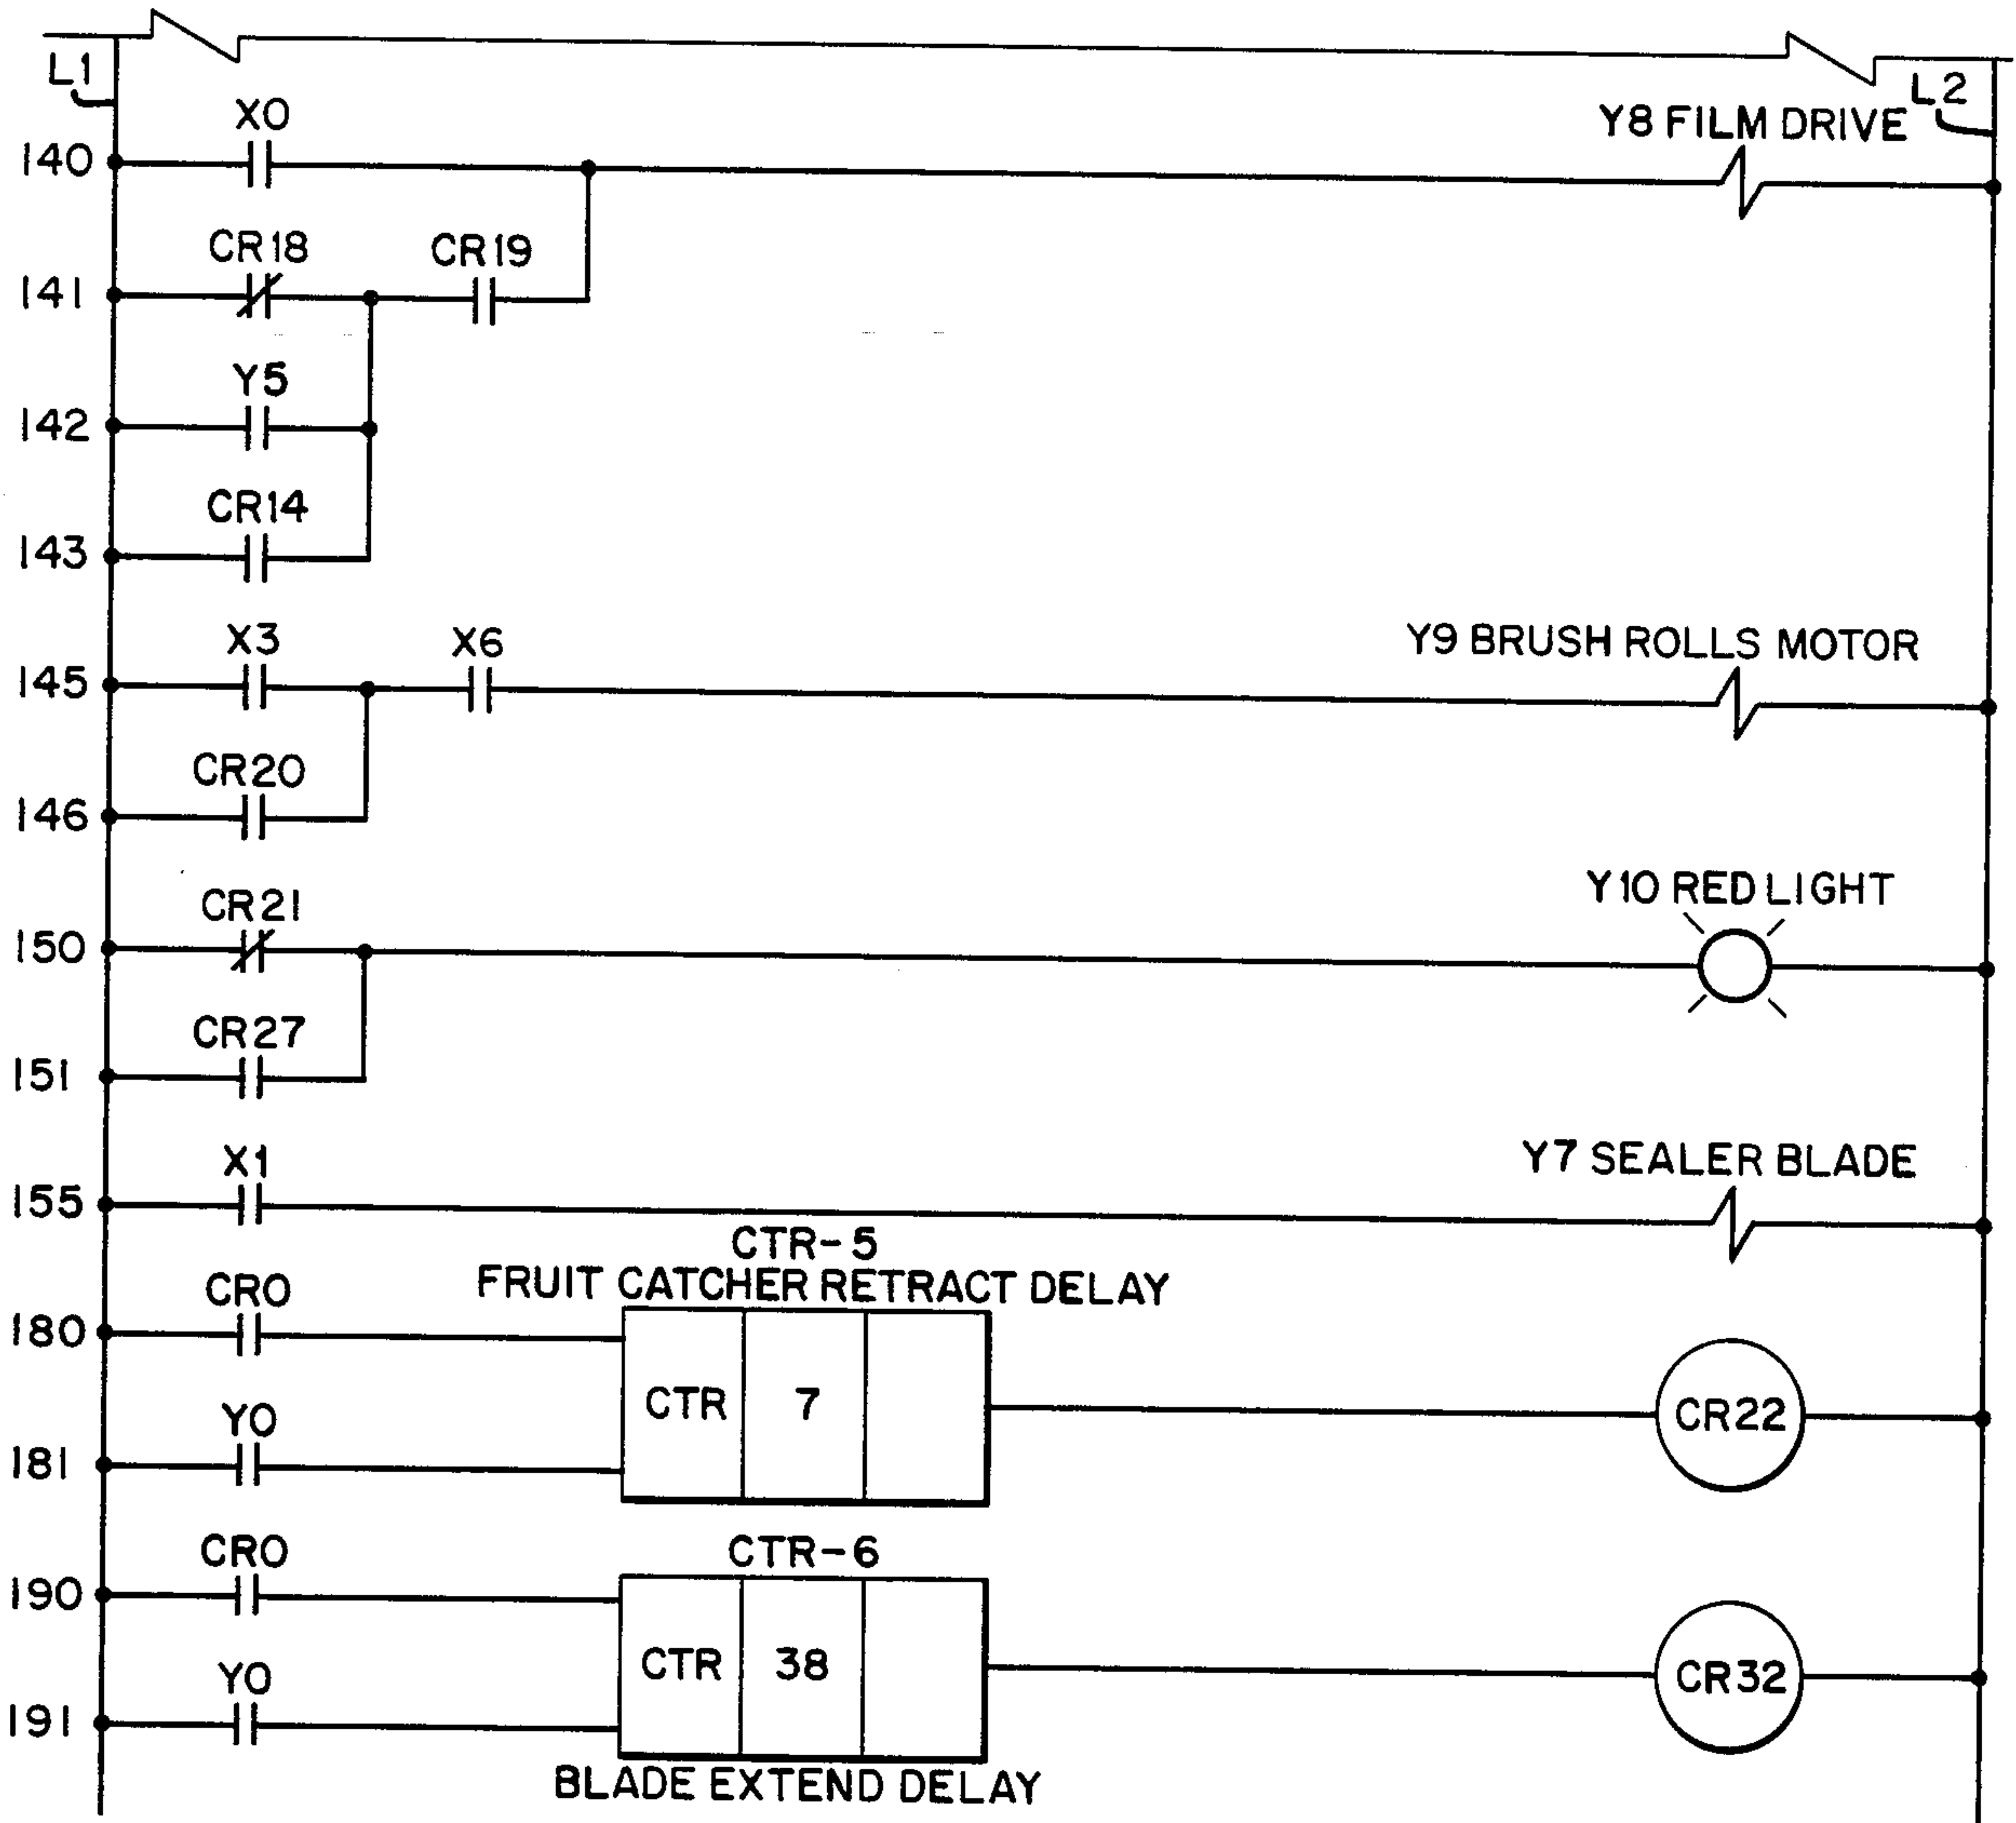 L1
L2
X0
Y8 FILM DRIVE
140
CR18
CR19
141
Y5
142
CR14
143
X3
X6
Y9 BRUSH ROLLS MOTOR
145
CR20
146
CR21
Y10 RED LIGHT
150
CR27
151
X1
Y7 SEALER BLADE
155
CTR-5
FRUIT CATCHER RETRACT DELAY
CR0
180
CTR
7
CR22
Y0
181
CR0
CTR-6
190
CTR
38
CR32
Y0
191
BLADE EXTEND DELAY